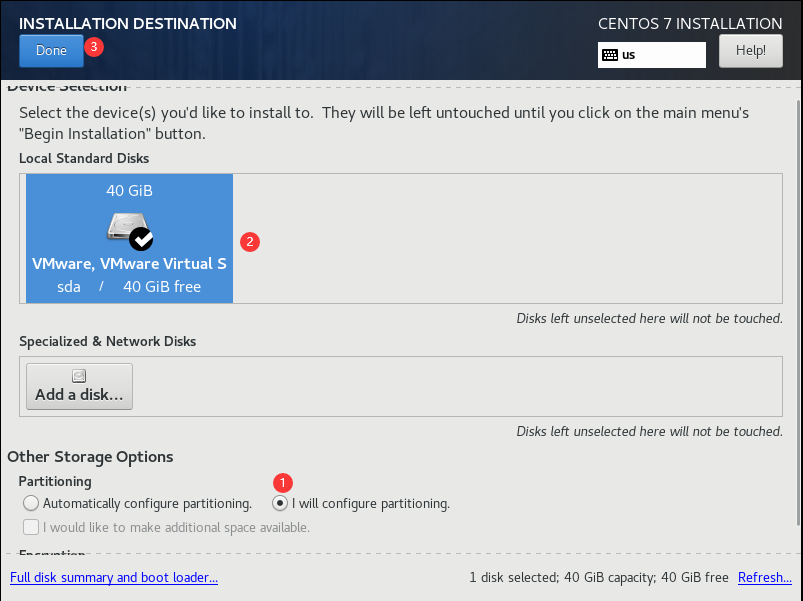 INSTALLATION DESTINATION
CENTOS 7 INSTALLATION
Done
3
us
Help!
Device Selection
Select the device(s) you'd like to install to.  They will be left untouched until you click on the main menu's
"Begin Installation" button.
Local Standard Disks
40 GiB
2
VMware, VMware Virtual S
sda / 40 GiB free
Disks left unselected here will not be touched.
Specialized & Network Disks
Add a disk...
Disks left unselected here will not be touched.
Other Storage Options
Partitioning
1
Automatically configure partitioning.
I will configure partitioning.
I would like to make additional space available.
Encryption
Full disk summary and boot loader...
1 disk selected; 40 GiB capacity; 40 GiB free
Refresh...